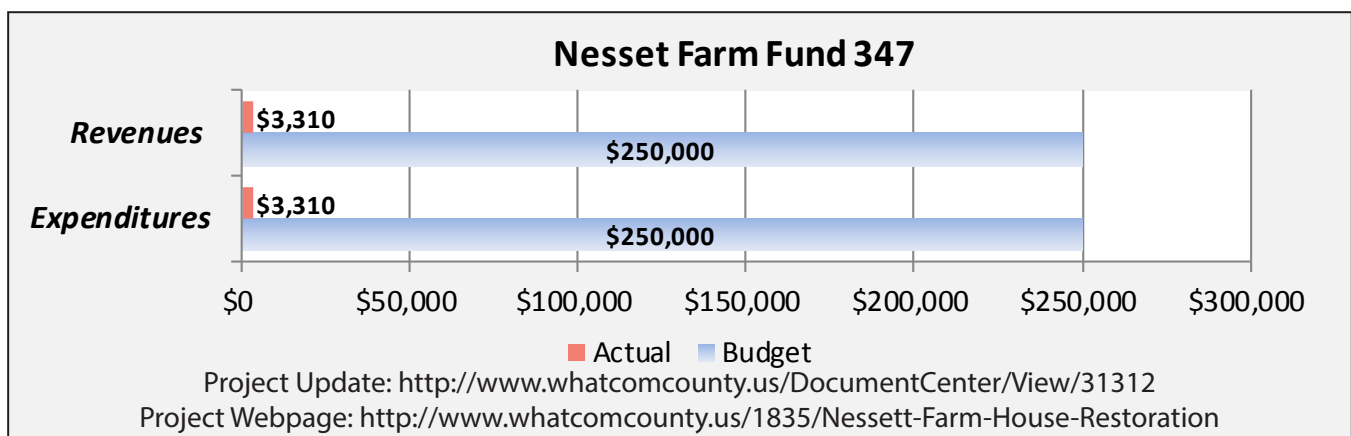 Nesset Farm Fund 347
Revenues
$3,310
$250,000
Expenditures
$3,310
$250,000
$0 $50,000 $100,000 $150,000 $200,000 $250,000 $300,000
Actual Budget
Project Update: http://www.whatcomcounty.us/DocumentCenter/View/31312
Project Webpage: http://www.whatcomcounty.us/1835/Nessett-Farm-House-Restoration